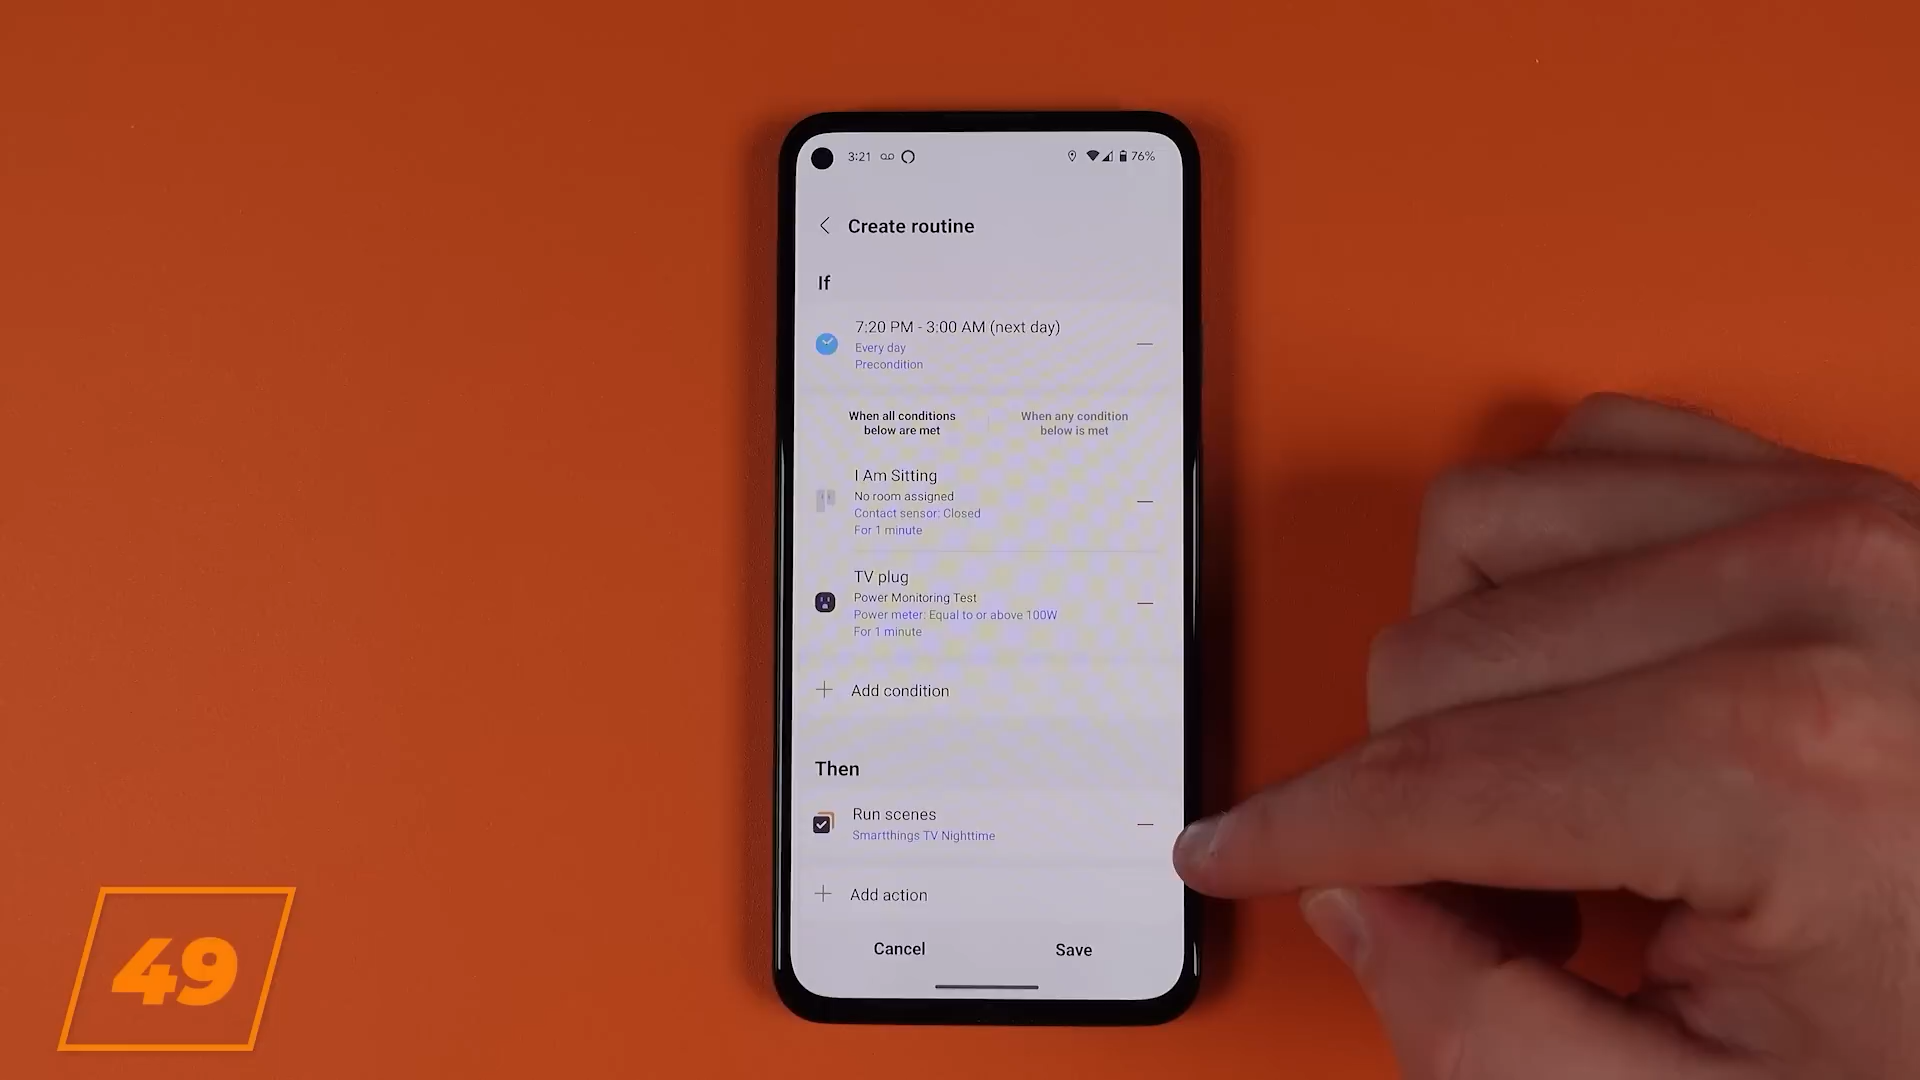 3:21
76%
Create routine
If
7:20 PM - 3:00 AM (next day)
Every day
Precondition
When all conditions
below are met
When any condition
below is met
I Am Sitting
No room assigned
Contact sensor: Closed
For 1 minute
TV plug
Power Monitoring Test
Power meter: Equal to or above 100W
For 1 minute
Add condition
Then
Run scenes
Smartthings TV Nighttime
Add action
Cancel
Save
49